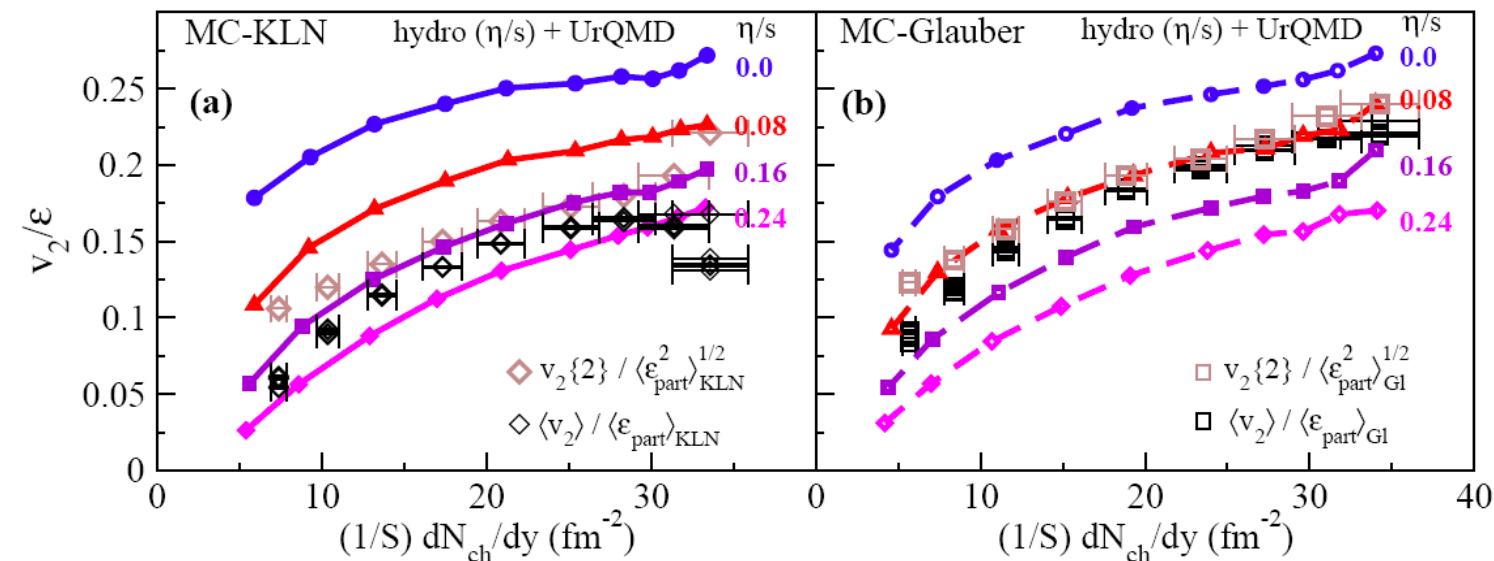 MC-KLN hydro (η/s) + UrQMD η/s
0.0
(a)
0.08
0.16
0.24
v₂{2} / ⟨ε²part⟩KLN^1/2
⟨v₂⟩ / ⟨εpart⟩KLN
MC-Glauber hydro (η/s) + UrQMD η/s
0.0
(b)
0.08
0.16
0.24
v₂{2} / ⟨ε²part⟩Gl^1/2
⟨v₂⟩ / ⟨εpart⟩Gl
v₂/ε
0.25
0.2
0.15
0.1
0.05
0
0 10 20 30 0 10 20 30 40
(1/S) dNch/dy (fm⁻²) (1/S) dNch/dy (fm⁻²)